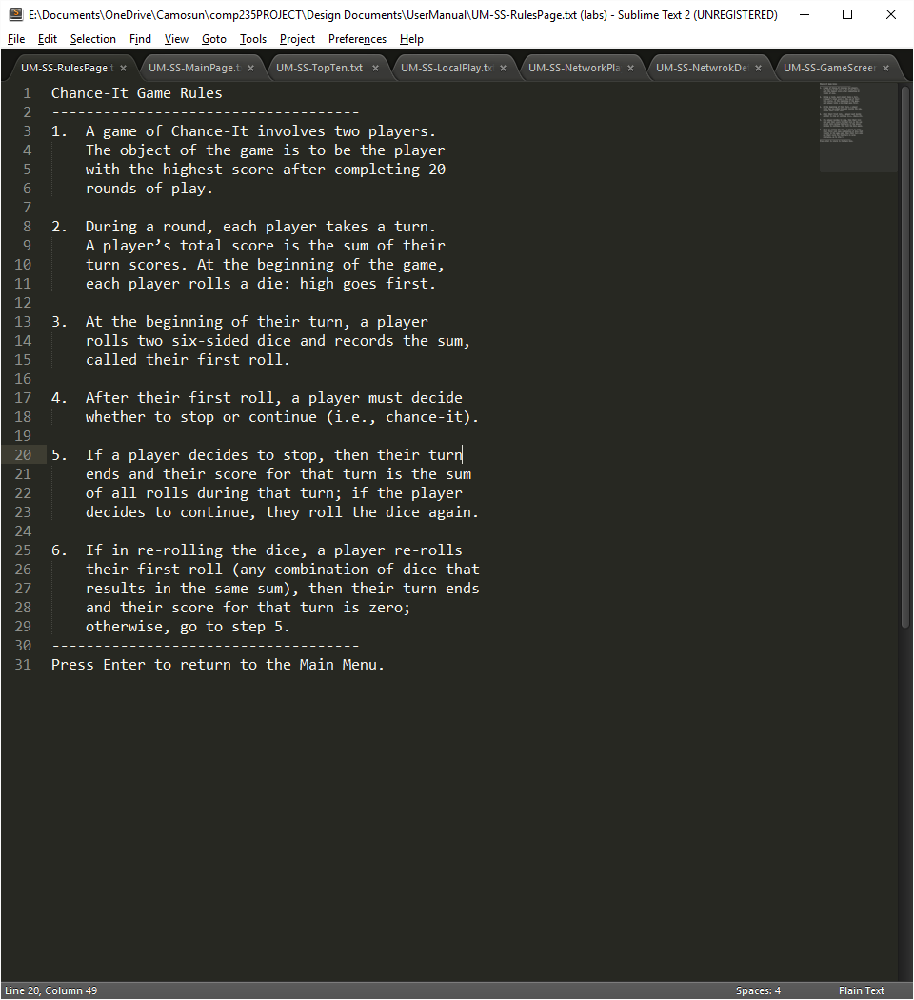 E:\Documents\OneDrive\Camosun\comp235PROJECT\Design Documents\UserManual\UM-SS-RulesPage.txt (labs) - Sublime Text 2 (UNREGISTERED)
File Edit Selection Find View Goto Tools Project Preferences Help
UM-SS-RulesPage.t × UM-SS-MainPage.t × UM-SS-TopTen.txt × UM-SS-LocalPlay.tx × UM-SS-NetworkPla × UM-SS-NetwrokDe × UM-SS-GameScreen ×
1 Chance-It Game Rules
2 ------------------------------------
3 1. A game of Chance-It involves two players.
4 The object of the game is to be the player
5 with the highest score after completing 20
6 rounds of play.
7
8 2. During a round, each player takes a turn.
9 A player’s total score is the sum of their
10 turn scores. At the beginning of the game,
11 each player rolls a die: high goes first.
12
13 3. At the beginning of their turn, a player
14 rolls two six-sided dice and records the sum,
15 called their first roll.
16
17 4. After their first roll, a player must decide
18 whether to stop or continue (i.e., chance-it).
19
20 5. If a player decides to stop, then their turn
21 ends and their score for that turn is the sum
22 of all rolls during that turn; if the player
23 decides to continue, they roll the dice again.
24
25 6. If in re-rolling the dice, a player re-rolls
26 their first roll (any combination of dice that
27 results in the same sum), then their turn ends
28 and their score for that turn is zero;
29 otherwise, go to step 5.
30 ------------------------------------
31 Press Enter to return to the Main Menu.
Line 20, Column 49 Spaces: 4 Plain Text